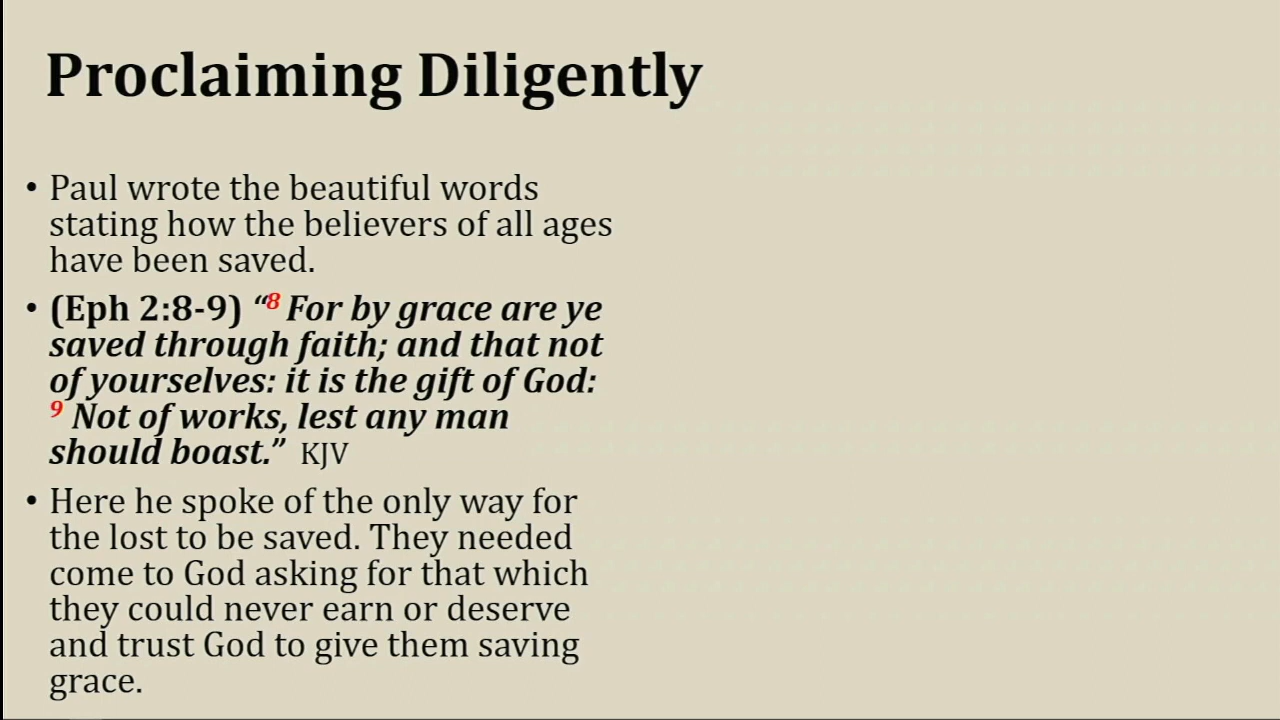 Proclaiming Diligently
• Paul wrote the beautiful words
stating how the believers of all ages
have been saved.
• (Eph 2:8-9) “8 For by grace are ye
saved through faith; and that not
of yourselves: it is the gift of God:
9 Not of works, lest any man
should boast.” KJV
• Here he spoke of the only way for
the lost to be saved. They needed
come to God asking for that which
they could never earn or deserve
and trust God to give them saving
grace.